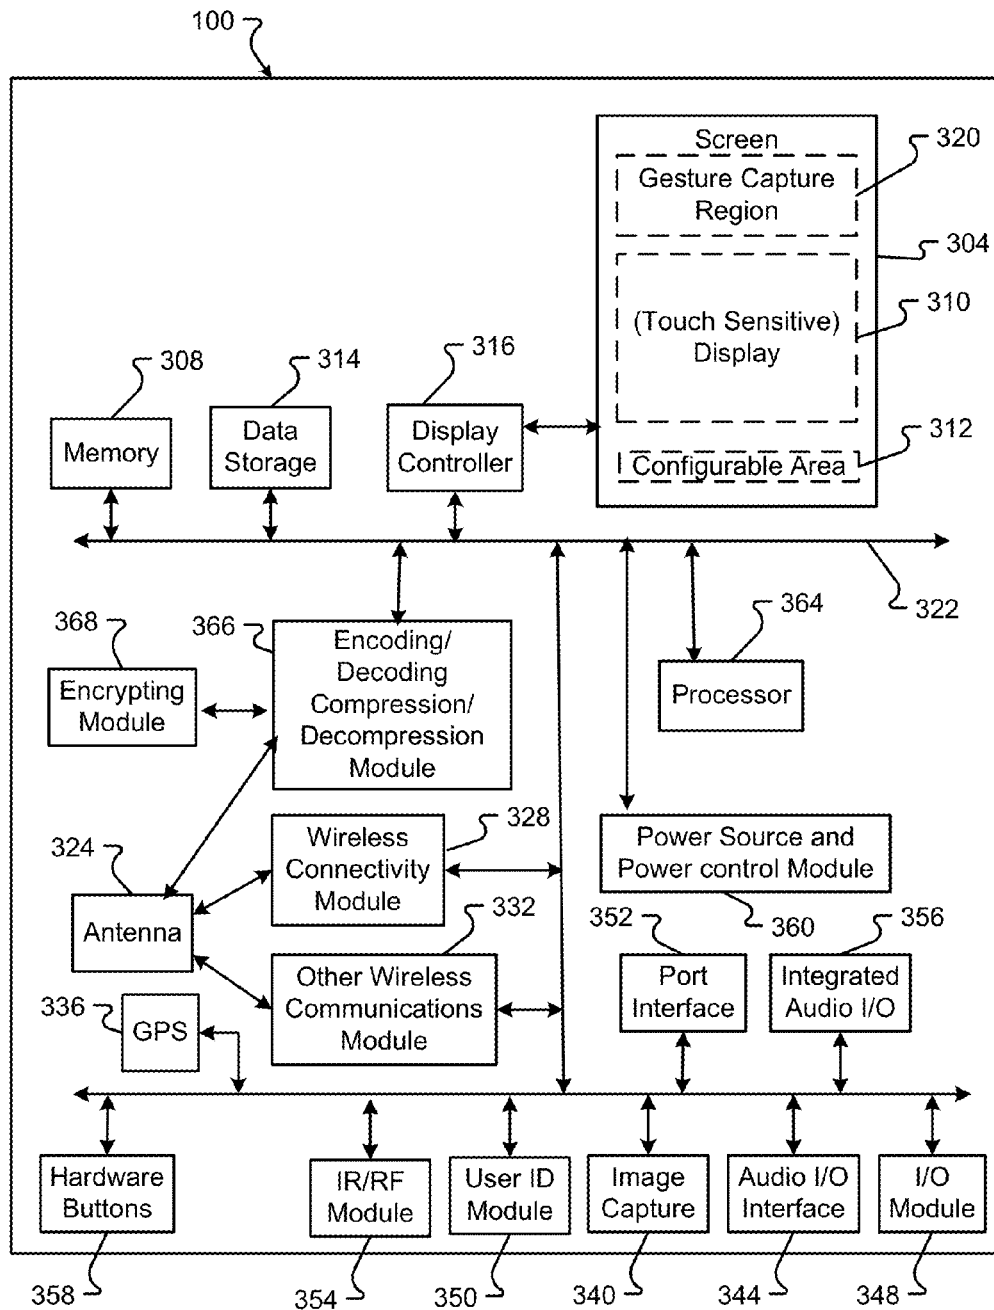 100
Screen
320
Gesture Capture
Region
304
310
(Touch Sensitive)
Display
308
314
316
312
Memory
Data
Storage
Display
Controller
Configurable Area
322
364
368
366
Encoding/
Decoding
Compression/
Decompression
Module
Encrypting
Module
Processor
324
328
Wireless
Connectivity
Module
Power Source and
Power control Module
332
352
360
356
Antenna
Other Wireless
Communications
Module
Port
Interface
Integrated
Audio I/O
336
GPS
Hardware
Buttons
IR/RF
Module
User ID
Module
Image
Capture
Audio I/O
Interface
I/O
Module
358
354
350
340
344
348